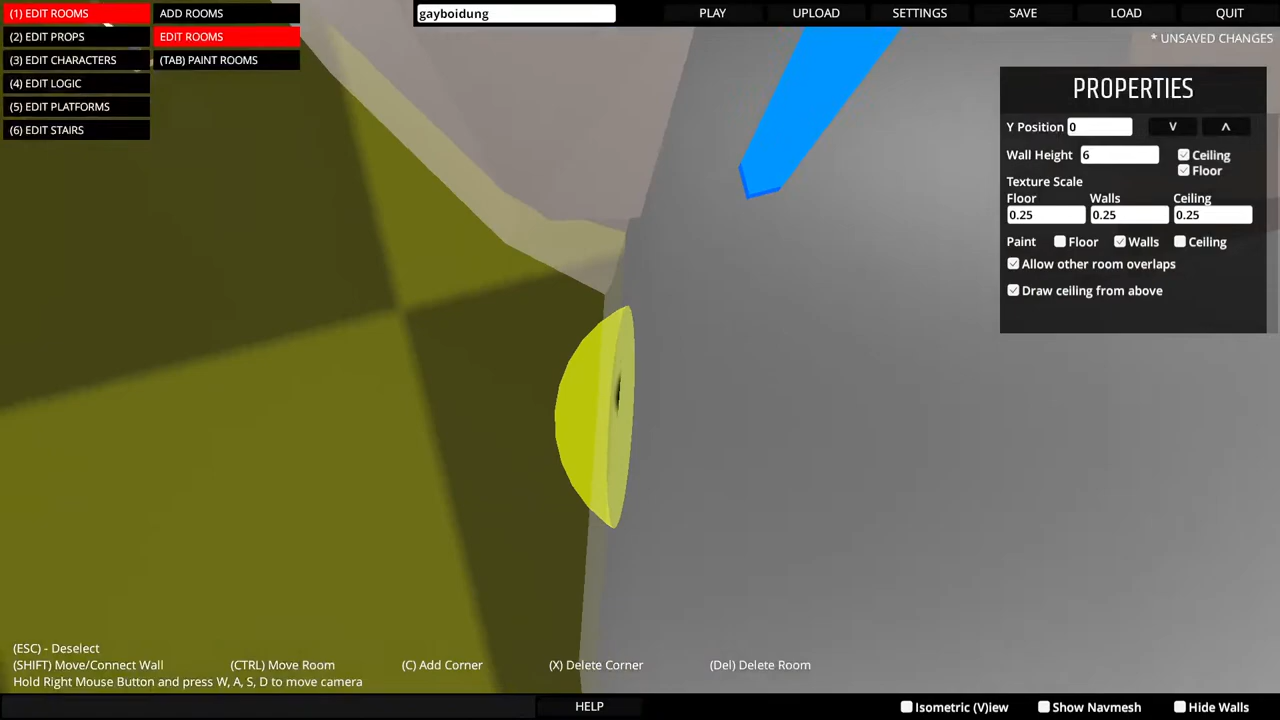 (1) EDIT ROOMS
(2) EDIT PROPS
(3) EDIT CHARACTERS
(4) EDIT LOGIC
(5) EDIT PLATFORMS
(6) EDIT STAIRS
ADD ROOMS
EDIT ROOMS
(TAB) PAINT ROOMS
gayboidung
PLAY UPLOAD SETTINGS SAVE LOAD QUIT
* UNSAVED CHANGES
PROPERTIES
Y Position 0 V ^
Wall Height 6 Ceiling
Floor
Texture Scale
Floor Walls Ceiling
0.25 0.25 0.25
Paint Floor Walls Ceiling
Allow other room overlaps
Draw ceiling from above
(ESC) - Deselect
(SHIFT) Move/Connect Wall (CTRL) Move Room (C) Add Corner (X) Delete Corner (Del) Delete Room
Hold Right Mouse Button and press W, A, S, D to move camera
HELP Isometric (V)iew Show Navmesh Hide Walls